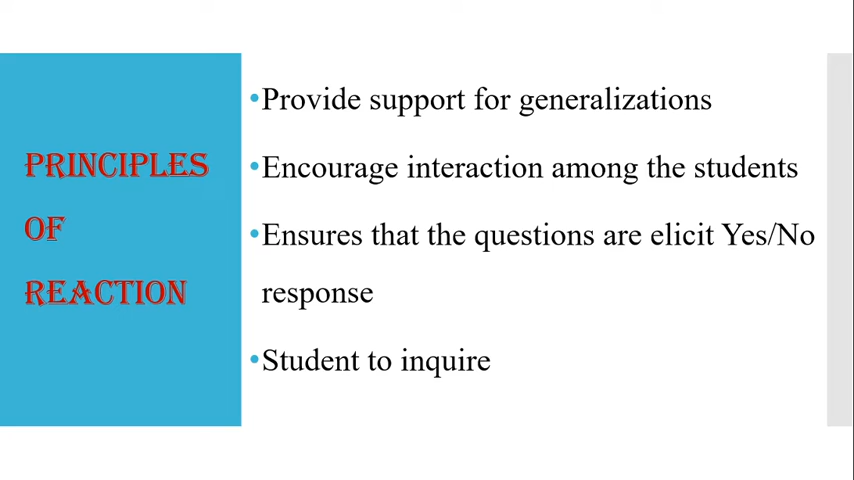 PRINCIPLES
OF
REACTION
•Provide support for generalizations
•Encourage interaction among the students
•Ensures that the questions are elicit Yes/No
response
•Student to inquire